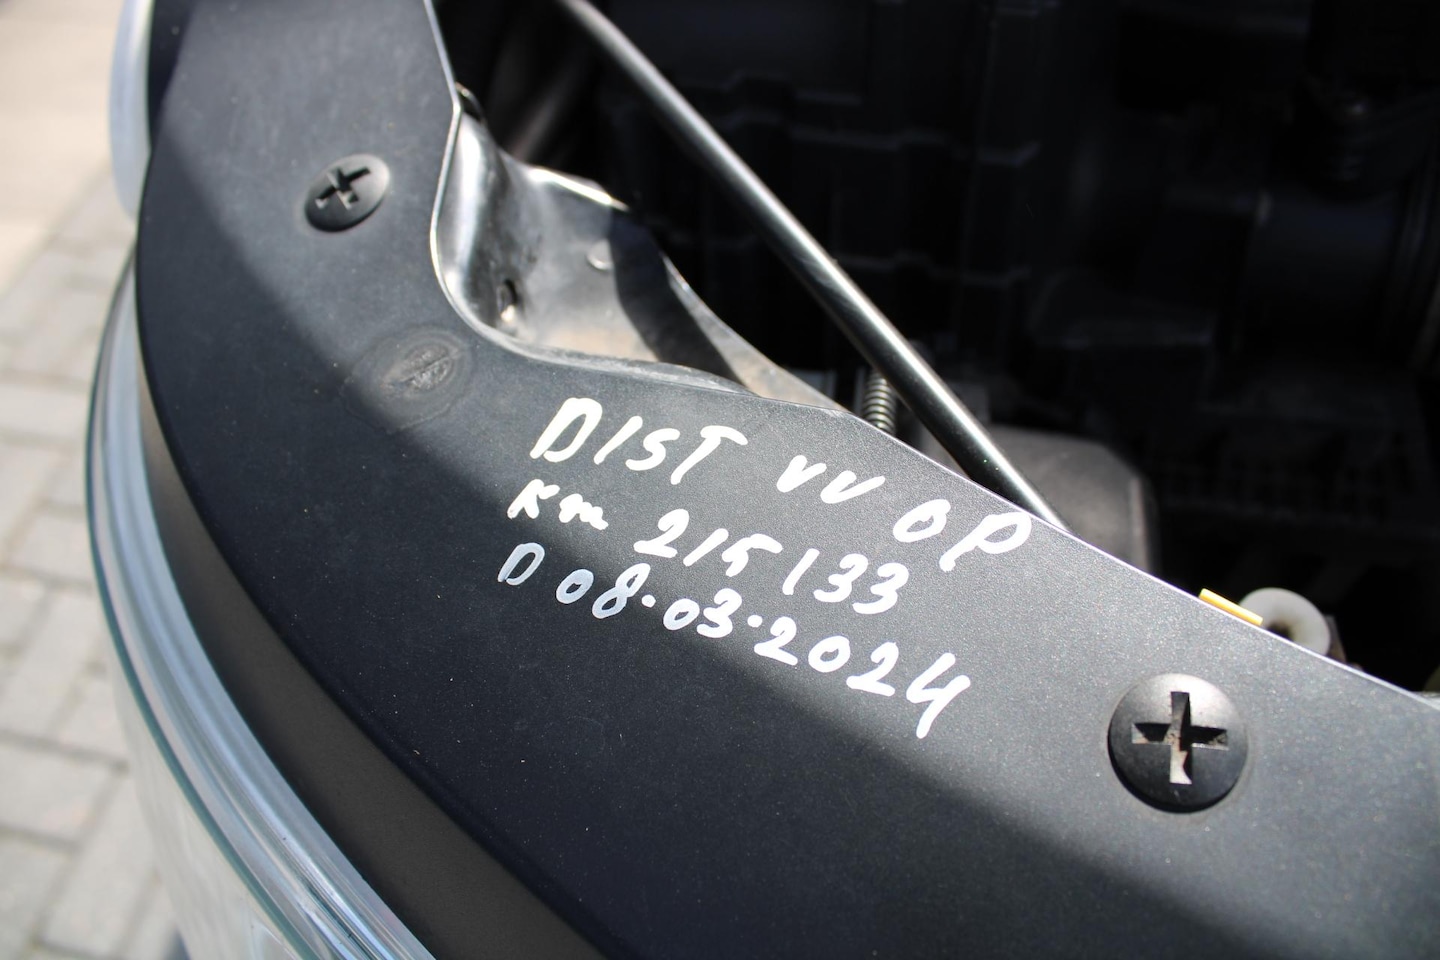 DIST VV OP
Km 215133
D 08.03.2024